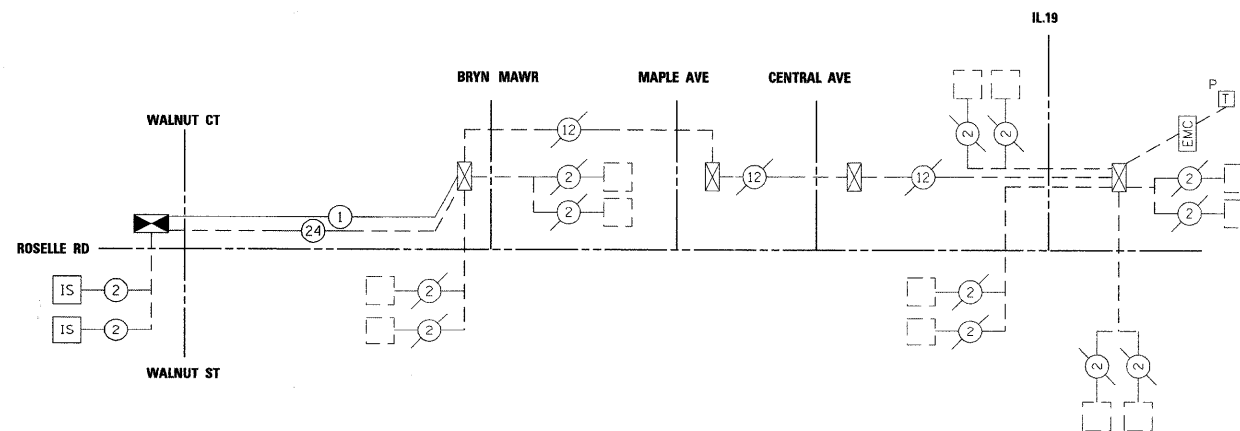 IL.19
BRYN MAWR
MAPLE AVE
CENTRAL AVE
P
T
EMC
WALNUT CT
12
2
2
2
2
12
12
2
2
1
24
ROSELLE RD
IS
2
2
2
IS
2
2
2
WALNUT ST
2
2